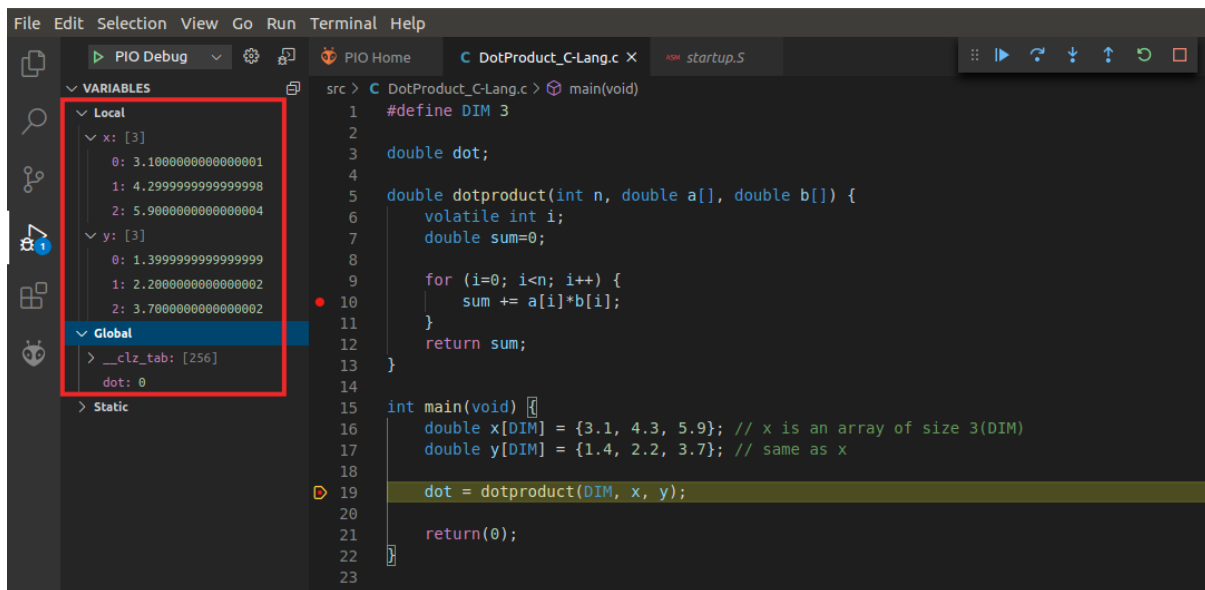 File Edit Selection View Go Run Terminal Help
PIO Debug
PIO Home
C DotProduct_C-Lang.c
ASM startup.S
VARIABLES
Local
x: [3]
0: 3.1000000000000001
1: 4.2999999999999998
2: 5.9000000000000004
y: [3]
0: 1.3999999999999999
1: 2.2000000000000002
2: 3.7000000000000002
Global
__clz_tab: [256]
dot: 0
Static
1
src > C DotProduct_C-Lang.c > main(void)
1 #define DIM 3
2
3 double dot;
4
5 double dotproduct(int n, double a[], double b[]) {
6 volatile int i;
7 double sum=0;
8
9 for (i=0; i<n; i++) {
10 sum += a[i]*b[i];
11 }
12 return sum;
13 }
14
15 int main(void) {
16 double x[DIM] = {3.1, 4.3, 5.9}; // x is an array of size 3(DIM)
17 double y[DIM] = {1.4, 2.2, 3.7}; // same as x
18
19 dot = dotproduct(DIM, x, y);
20
21 return(0);
22 }
23